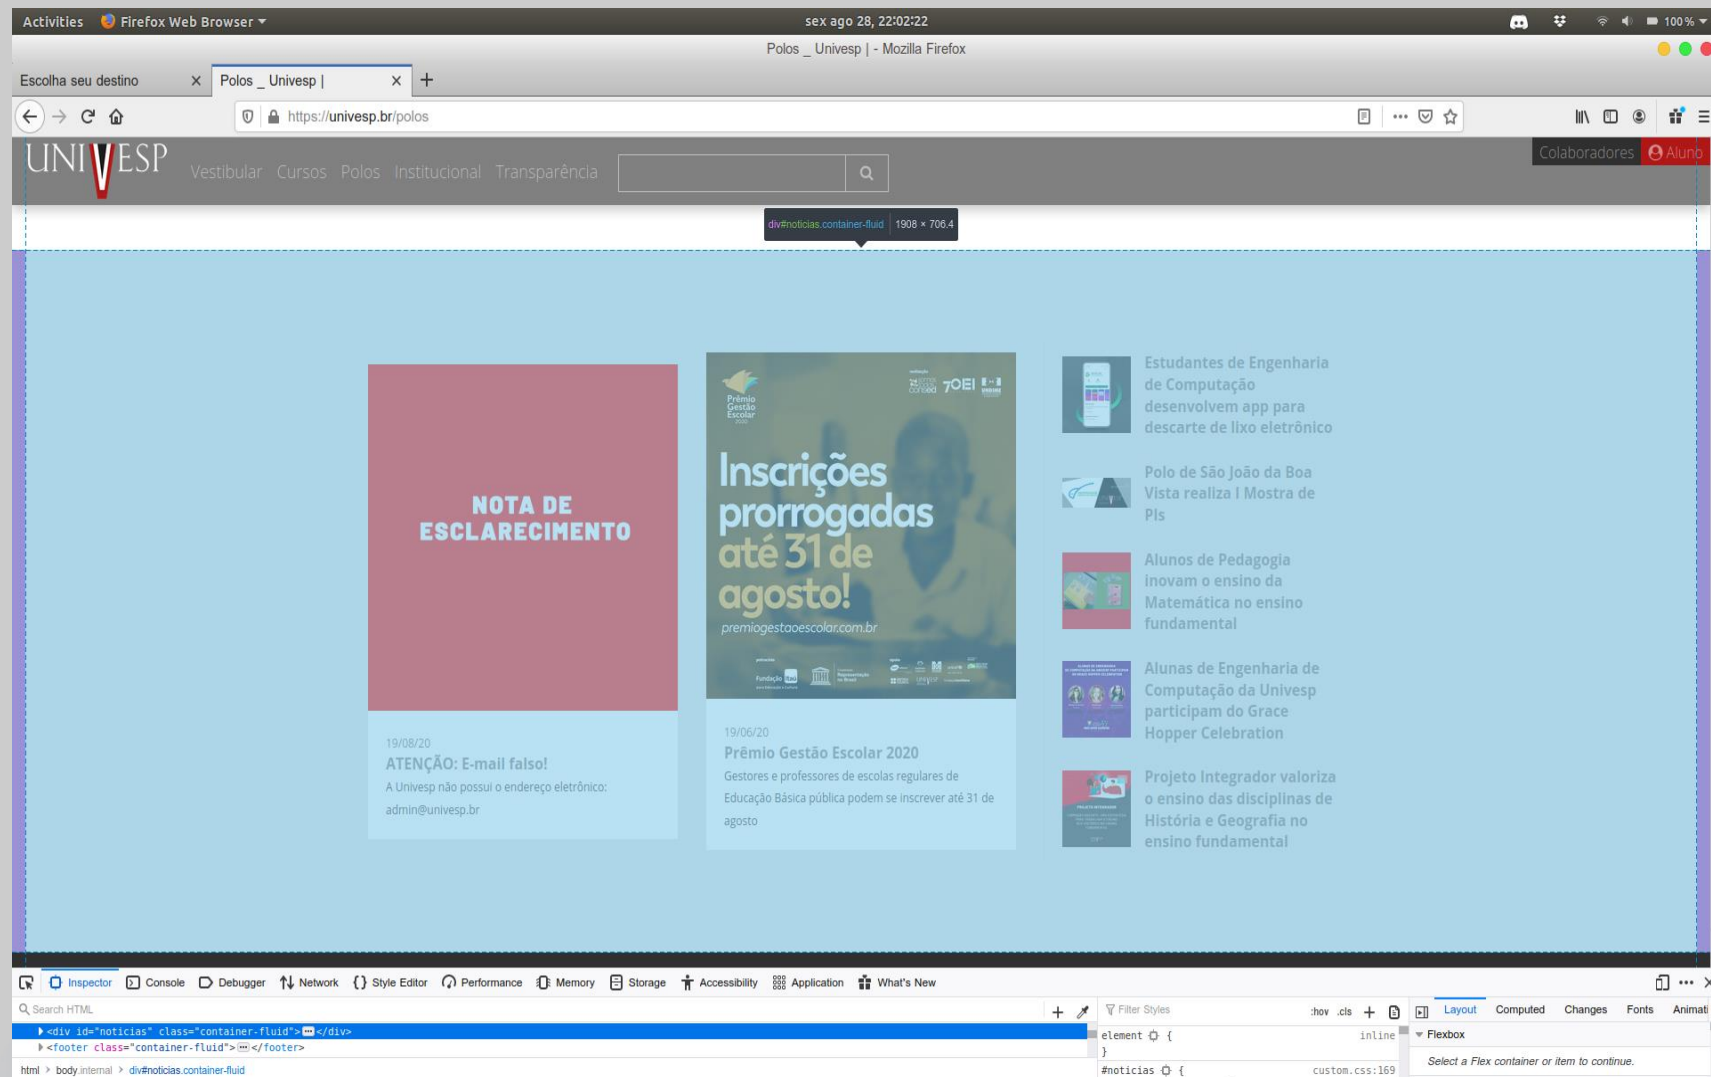 Activities Firefox Web Browser sex ago 28, 22:02:22 100%
Polos _ Univesp | - Mozilla Firefox
Escolha seu destino Polos _ Univesp |
https://univesp.br/polos
UNIVESP
Vestibular Cursos Polos Institucional Transparência
Colaboradores Aluno
div#noticias.container-fluid 1908 × 706.4
NOTA DE
ESCLARECIMENTO
19/08/20
ATENÇÃO: E-mail falso!
A Univesp não possui o endereço eletrônico:
admin@univesp.br
Prêmio
Gestão
Escolar
2020
consed OEI
Inscrições
prorrogadas
até 31 de
agosto!
premiogestaoescolar.com.br
Fundação Itaú
19/06/20
Prêmio Gestão Escolar 2020
Gestores e professores de escolas regulares de
Educação Básica pública podem se inscrever até 31 de
agosto
Estudantes de Engenharia
de Computação
desenvolvem app para
descarte de lixo eletrônico
Polo de São João da Boa
Vista realiza I Mostra de
PIs
Alunos de Pedagogia
inovam o ensino da
Matemática no ensino
fundamental
Alunas de Engenharia de
Computação da Univesp
participam do Grace
Hopper Celebration
Projeto Integrador valoriza
o ensino das disciplinas de
História e Geografia no
ensino fundamental
Inspector Console Debugger Network Style Editor Performance Memory Storage Accessibility Application What's New
Search HTML
<div id="noticias" class="container-fluid"></div>
<footer class="container-fluid"></footer>
html > body.internal > div#noticias.container-fluid
Filter Styles :hov .cls
element { inline
}
#noticias { custom.css:169
Layout Computed Changes Fonts Animati
Flexbox
Select a Flex container or item to continue.